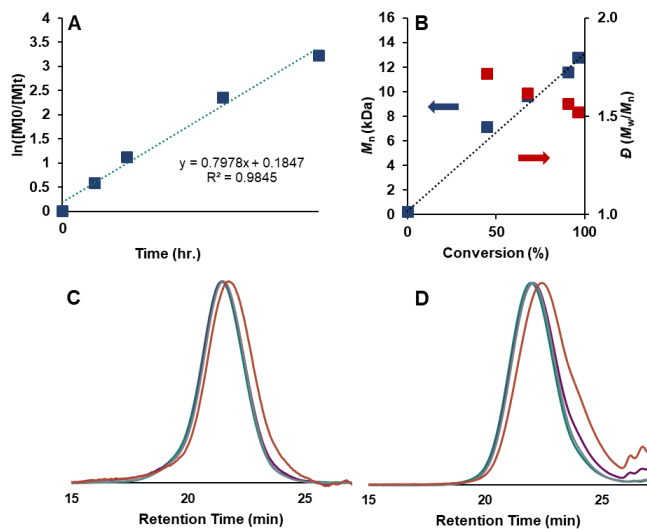 A
4
3.5
3
2.5
2
1.5
1
0.5
0
0
ln([M]0/[M]t)
y = 0.7978x + 0.1847
R² = 0.9845
Time (hr.)
B
16
14
12
10
8
6
4
2
0
Mn (kDa)
2.0
1.5
1.0
Đ (Mw/Mn)
0
50
100
Conversion (%)
C
15
20
25
Retention Time (min)
D
15
20
25
Retention Time (min)